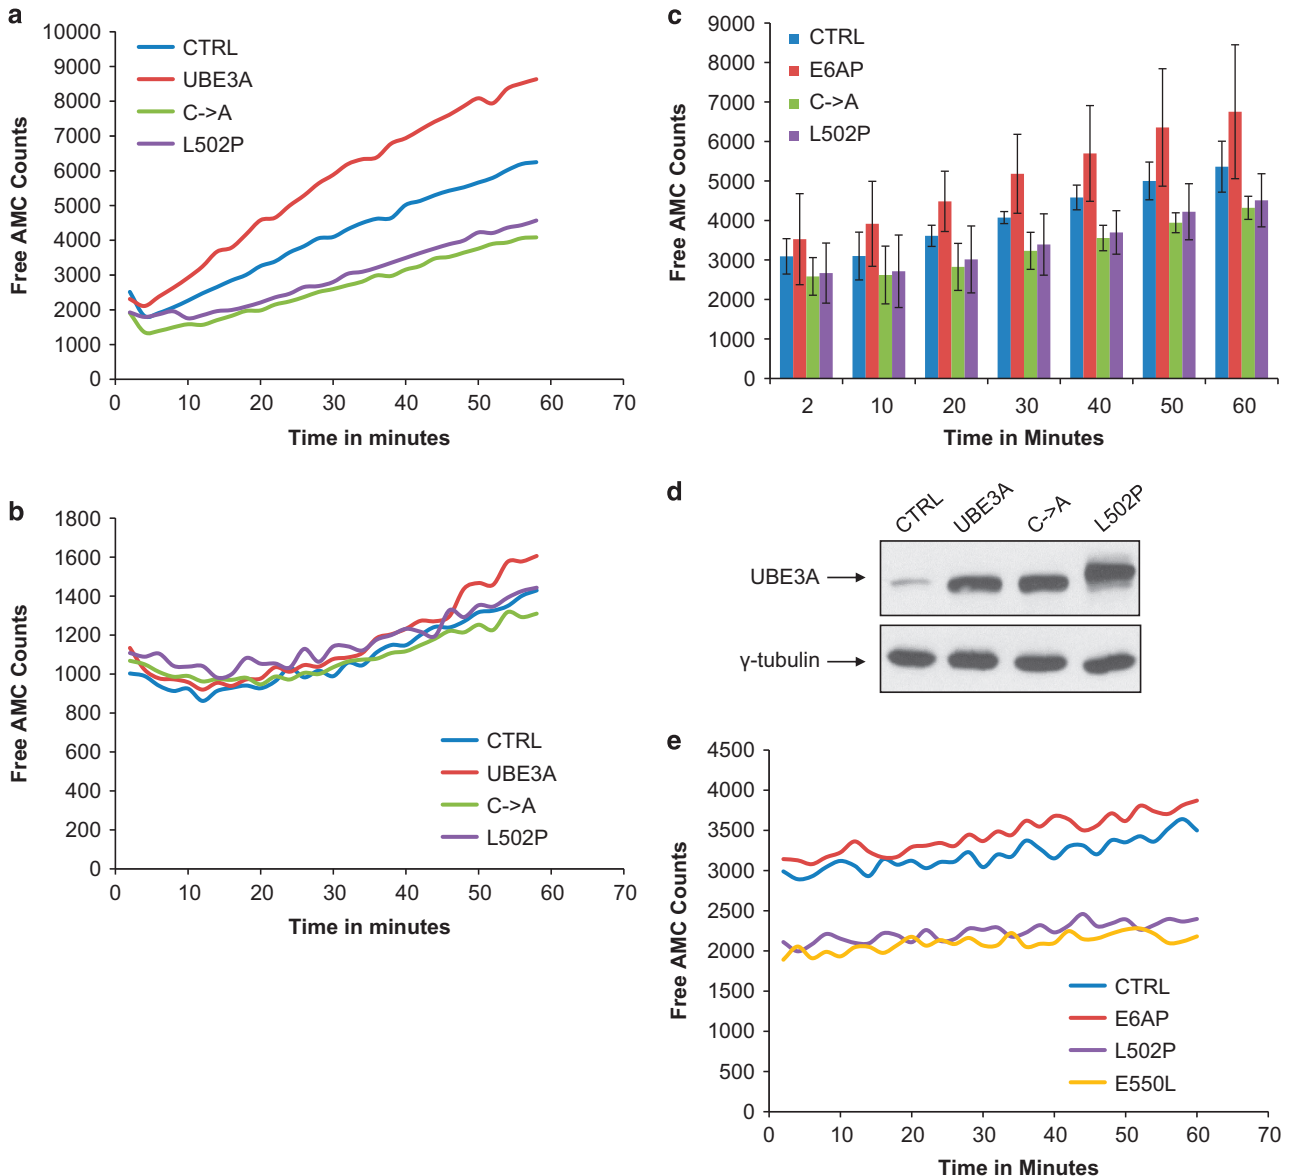 a
10000
9000
8000
7000
6000
5000
4000
3000
2000
1000
0
Free AMC Counts
CTRL
UBE3A
C->A
L502P
0 10 20 30 40 50 60 70
Time in minutes
b
1800
1600
1400
1200
1000
800
600
400
200
0
Free AMC Counts
CTRL
UBE3A
C->A
L502P
0 10 20 30 40 50 60 70
Time in minutes
c
9000
8000
7000
6000
5000
4000
3000
2000
1000
0
Free AMC Counts
CTRL
E6AP
C->A
L502P
2 10 20 30 40 50 60
Time in Minutes
d
CTRL UBE3A C->A L502P
UBE3A
γ-tubulin
e
4500
4000
3500
3000
2500
2000
1500
1000
500
0
Free AMC Counts
CTRL
E6AP
L502P
E550L
0 10 20 30 40 50 60 70
Time in Minutes